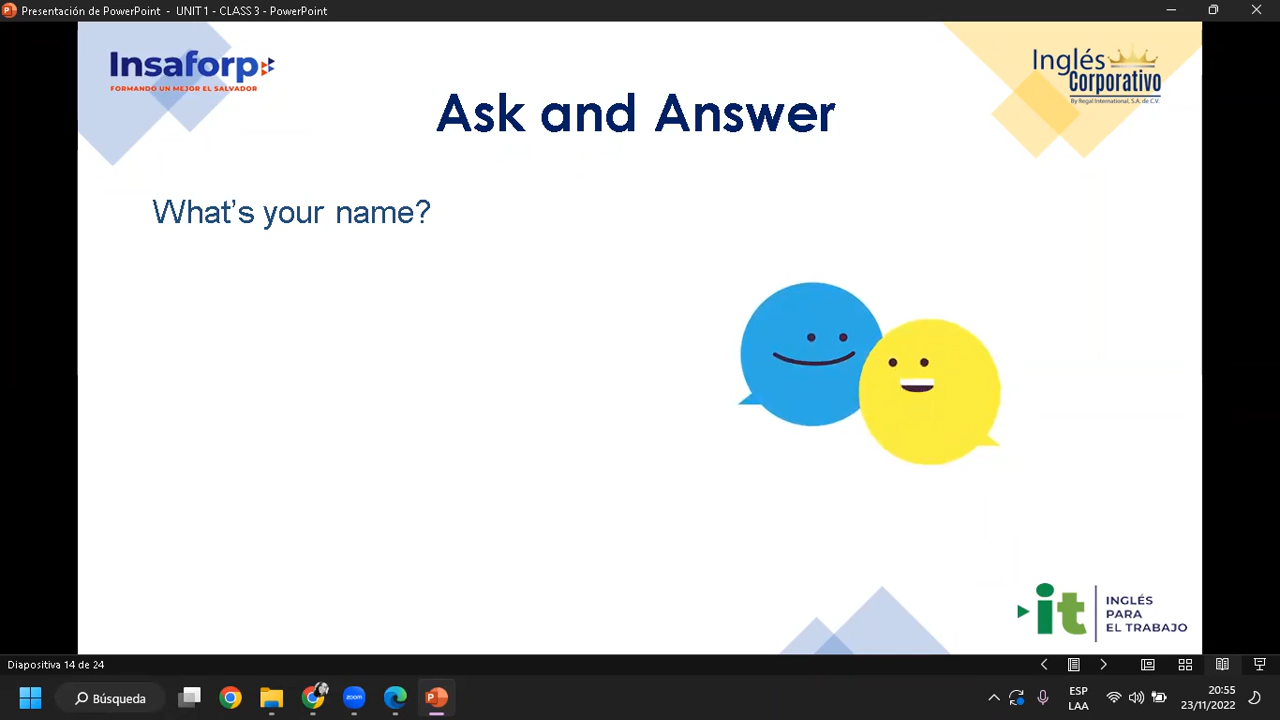 Presentación de PowerPoint - UNIT 1 - CLASS 3 - PowerPoint
Insaforp
FORMANDO UN MEJOR EL SALVADOR
Inglés
Corporativo
By Regal International, S.A. de C.V.
Ask and Answer
What's your name?
it
INGLÉS
PARA
EL TRABAJO
Diapositiva 14 de 24
Búsqueda
zoom
ESP
LAA
20:55
23/11/2022